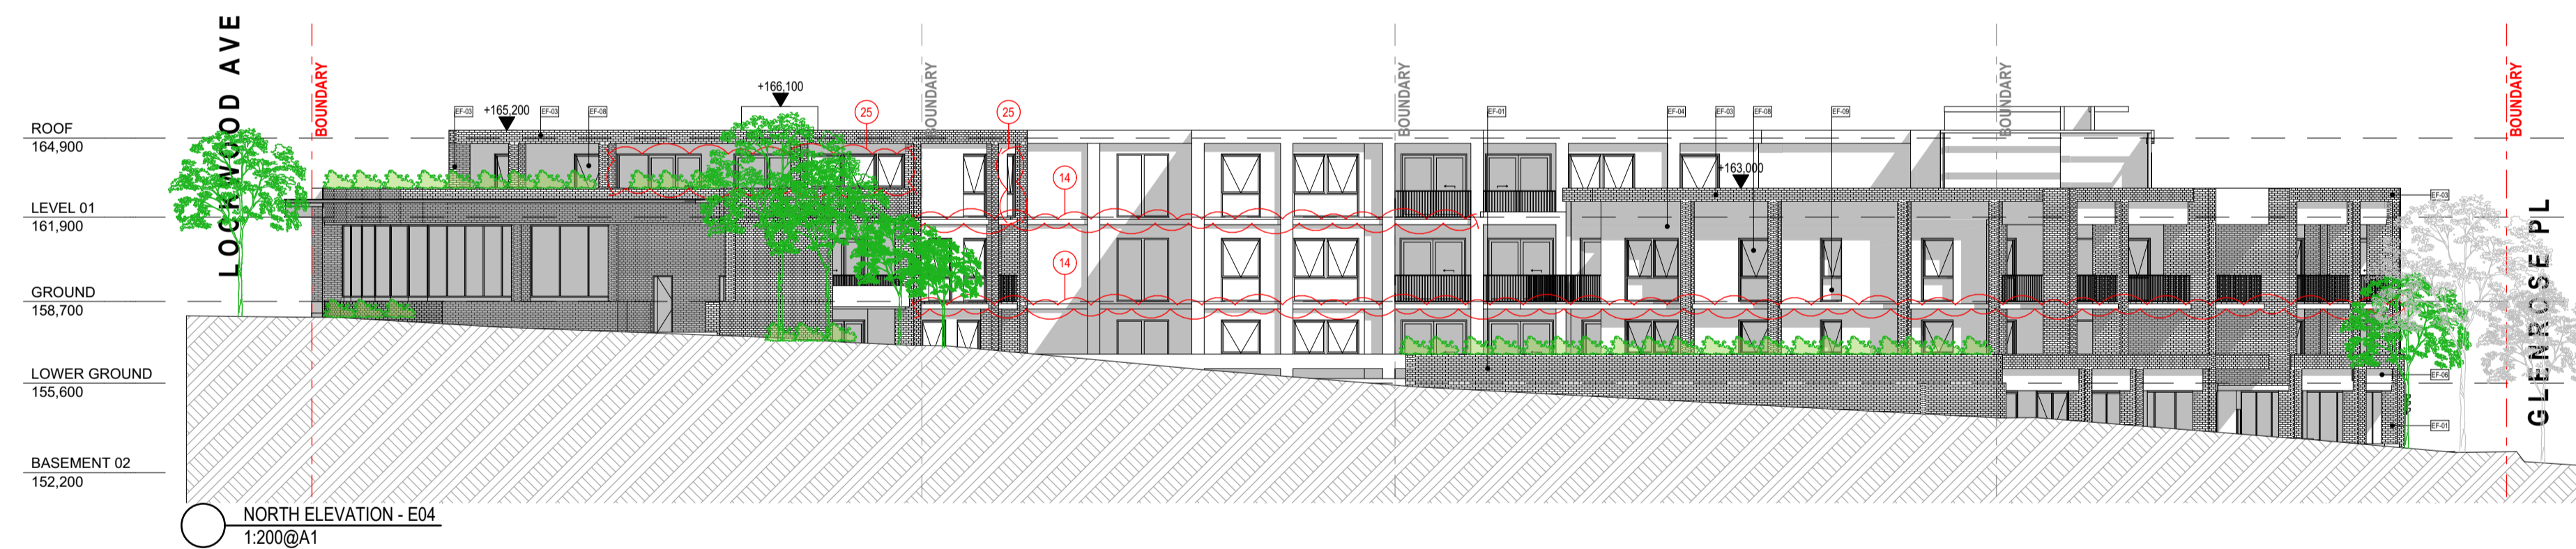 LOCKWOOD AVE
BOUNDARY
BOUNDARY
BOUNDARY
BOUNDARY
BOUNDARY
GLENROSE PL
+166,100
+165,200
+163,000
EF-03
EF-03
EF-08
25
25
EF-01
EF-04
EF-03
EF-08
EF-09
ROOF
164,900
14
EF-03
LEVEL 01
161,900
14
GROUND
158,700
LOWER GROUND
155,600
EF-06
EF-01
BASEMENT 02
152,200
NORTH ELEVATION - E04
1:200@A1